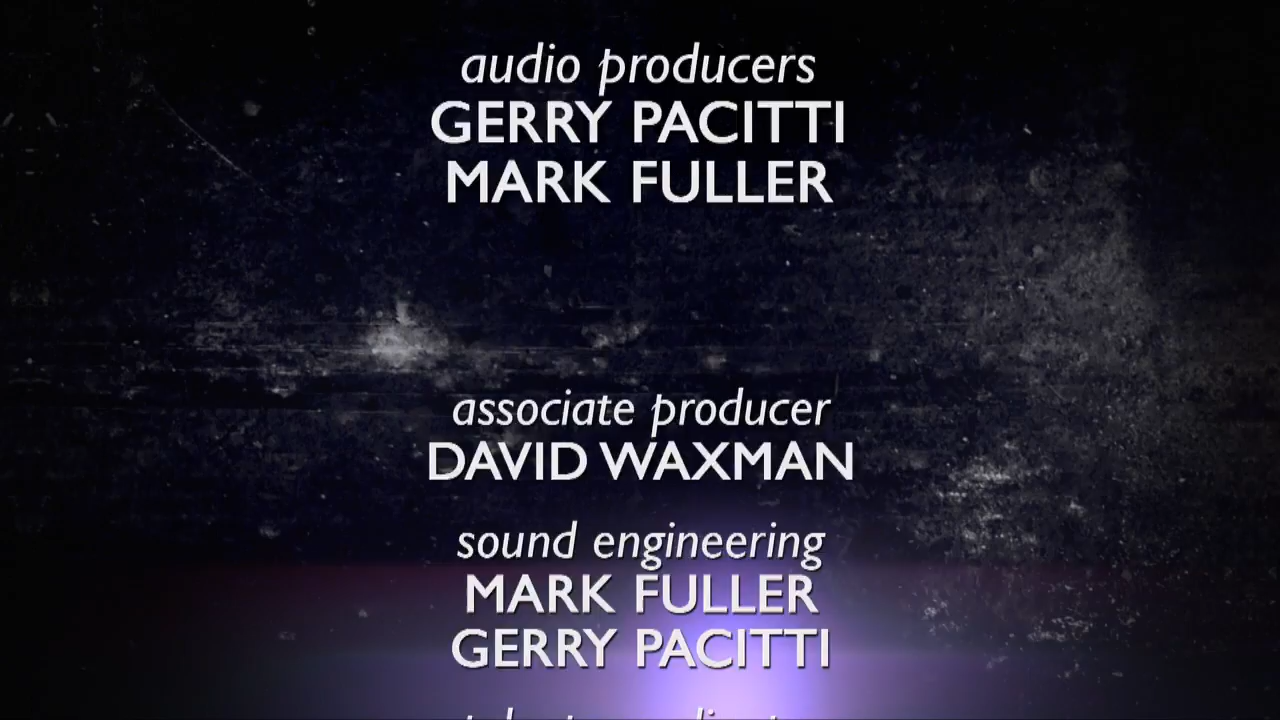 audio producers
GERRY PACITTI
MARK FULLER
associate producer
DAVID WAXMAN
sound engineering
MARK FULLER
GERRY PACITTI